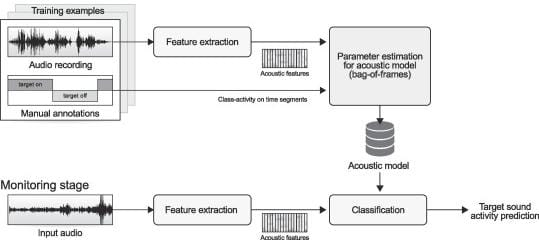 Training examples
Audio recording
target on
target off
Manual annotations
Feature extraction
Acoustic features
Class-activity on time segments
Parameter estimation
for acoustic model
(bag-of-frames)
Acoustic model
Monitoring stage
Input audio
Feature extraction
Acoustic features
Classification
Target sound
activity prediction